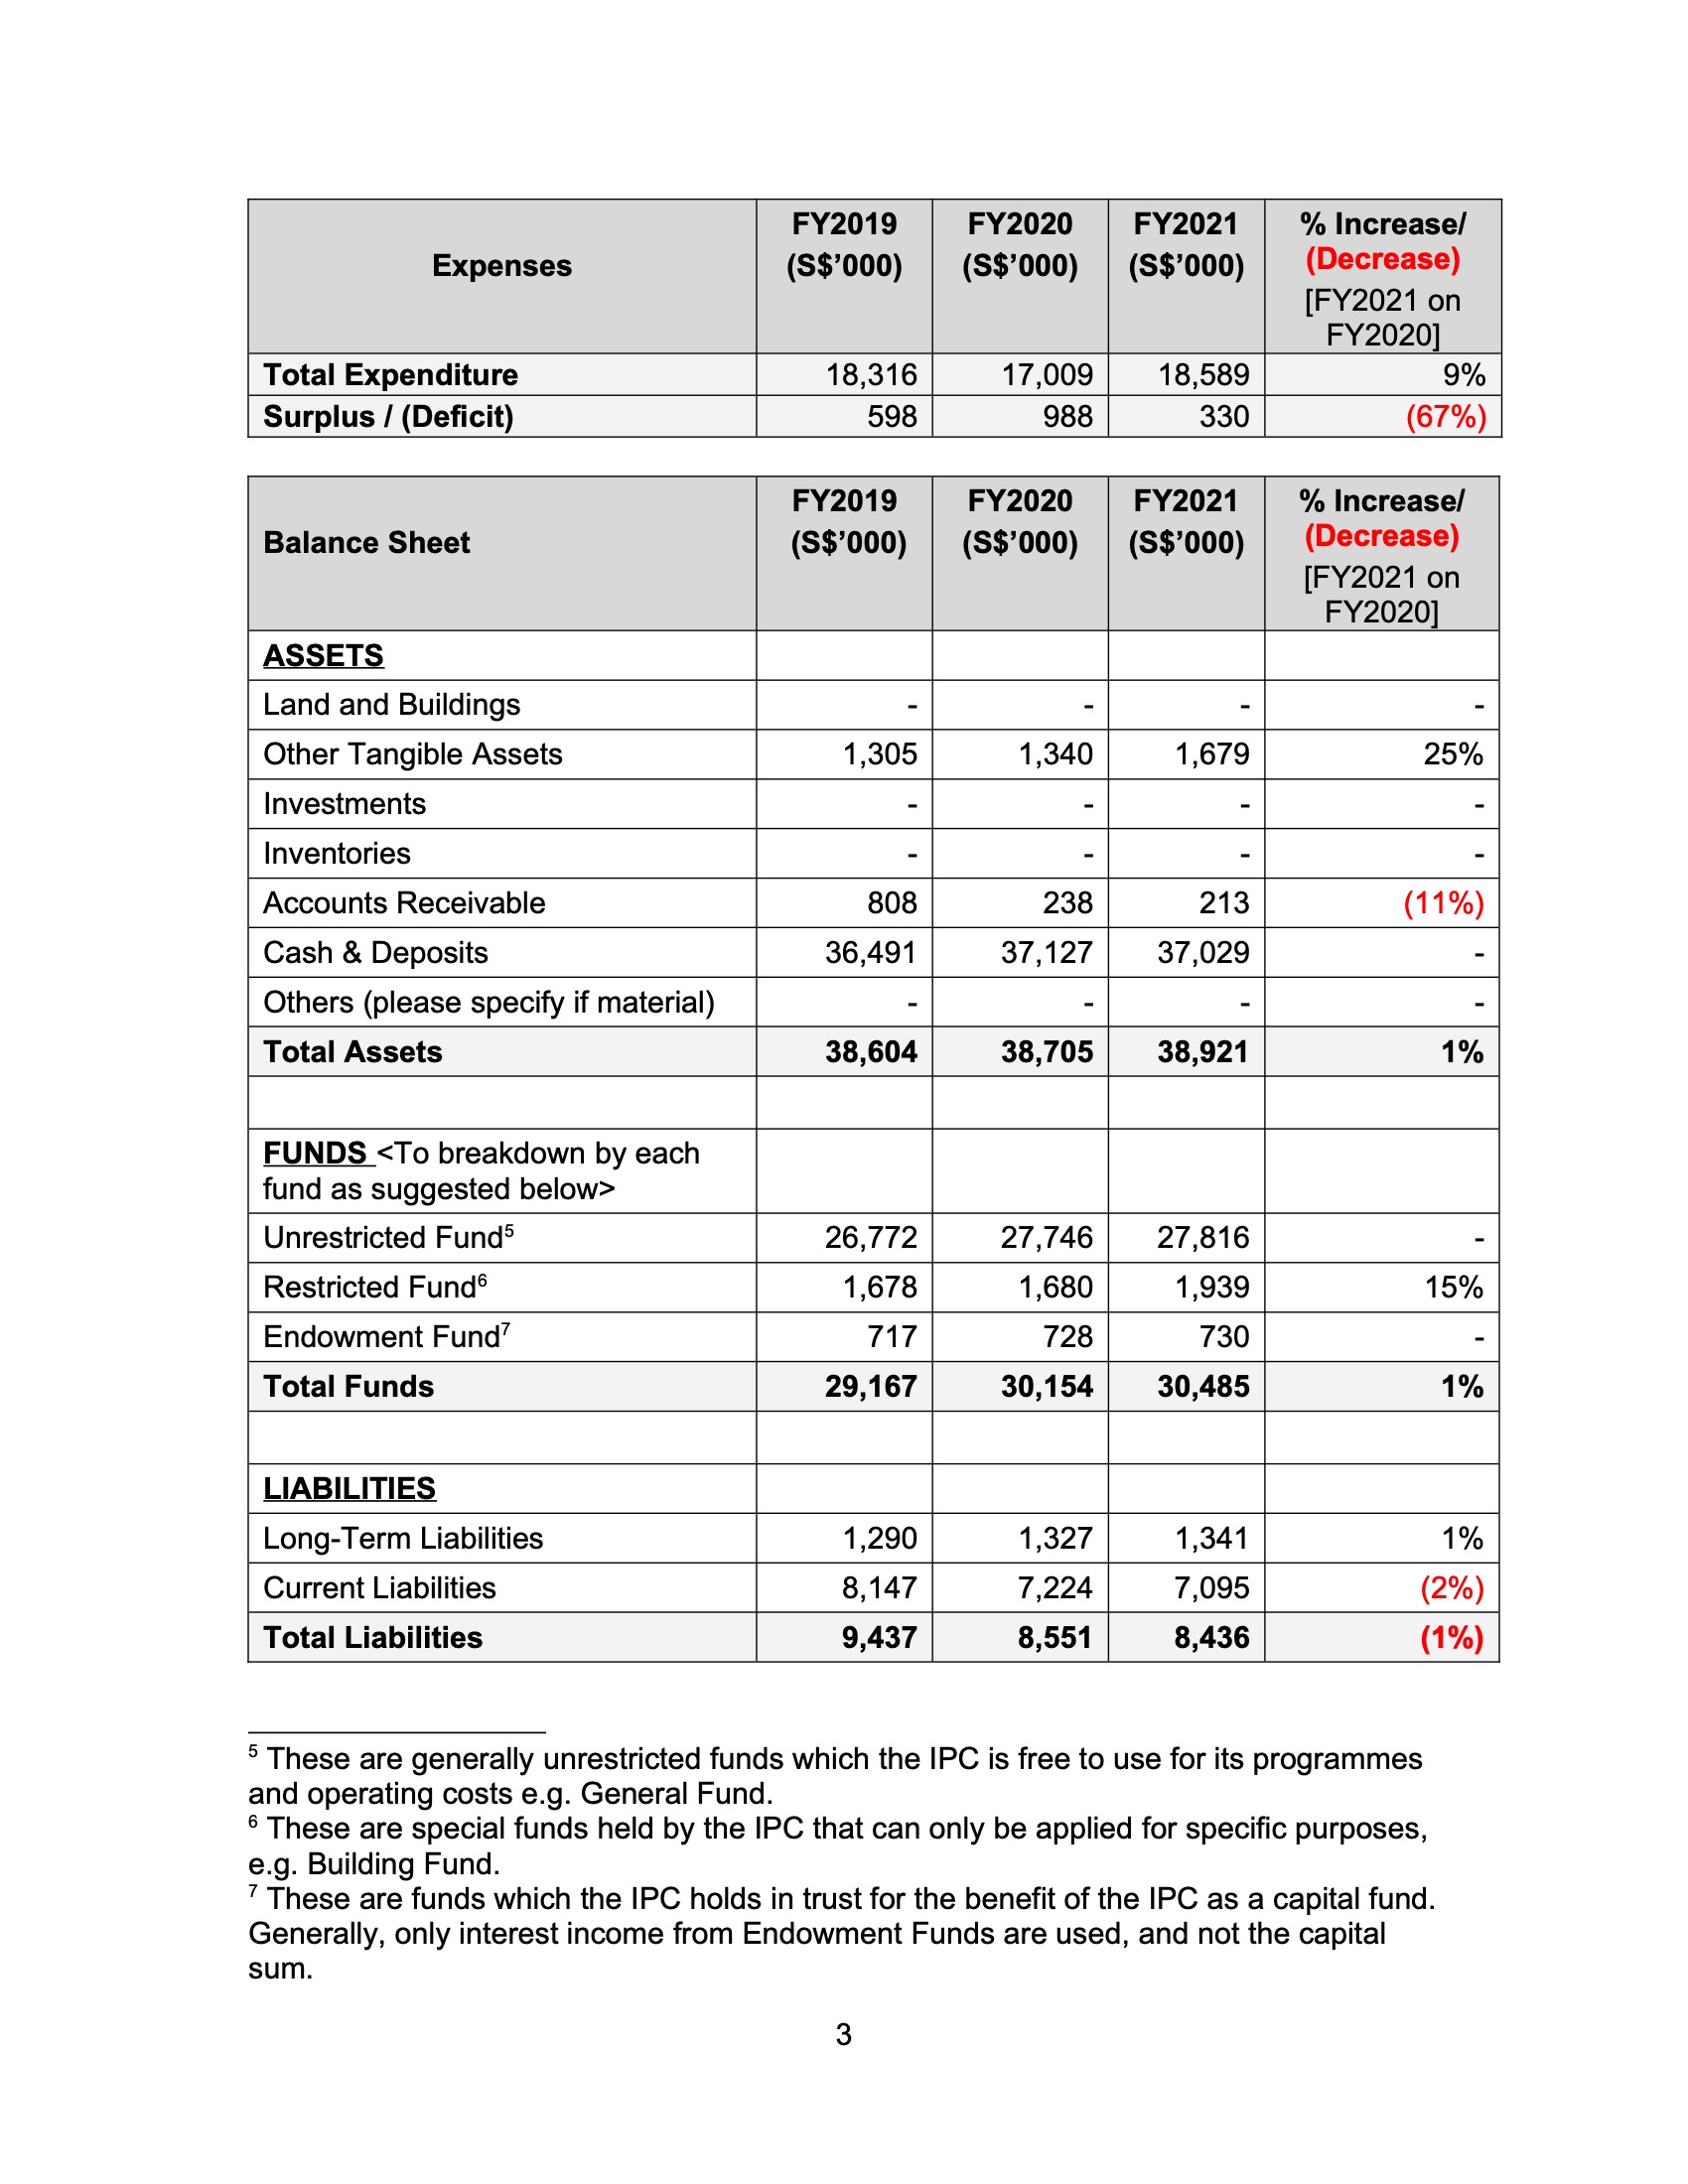 Expenses FY2019 (S$’000) FY2020 (S$’000) FY2021 (S$’000) % Increase/ (Decrease) [FY2021 on FY2020]
Total Expenditure 18,316 17,009 18,589 9%
Surplus / (Deficit) 598 988 330 (67%)
Balance Sheet FY2019 (S$’000) FY2020 (S$’000) FY2021 (S$’000) % Increase/ (Decrease) [FY2021 on FY2020]
ASSETS
Land and Buildings - - - -
Other Tangible Assets 1,305 1,340 1,679 25%
Investments - - - -
Inventories - - - -
Accounts Receivable 808 238 213 (11%)
Cash & Deposits 36,491 37,127 37,029 -
Others (please specify if material) - - - -
Total Assets 38,604 38,705 38,921 1%
FUNDS <To breakdown by each
fund as suggested below>
Unrestricted Fund⁵ 26,772 27,746 27,816 -
Restricted Fund⁶ 1,678 1,680 1,939 15%
Endowment Fund⁷ 717 728 730 -
Total Funds 29,167 30,154 30,485 1%
LIABILITIES
Long-Term Liabilities 1,290 1,327 1,341 1%
Current Liabilities 8,147 7,224 7,095 (2%)
Total Liabilities 9,437 8,551 8,436 (1%)
⁵ These are generally unrestricted funds which the IPC is free to use for its programmes
and operating costs e.g. General Fund.
⁶ These are special funds held by the IPC that can only be applied for specific purposes,
e.g. Building Fund.
⁷ These are funds which the IPC holds in trust for the benefit of the IPC as a capital fund.
Generally, only interest income from Endowment Funds are used, and not the capital
sum.
3